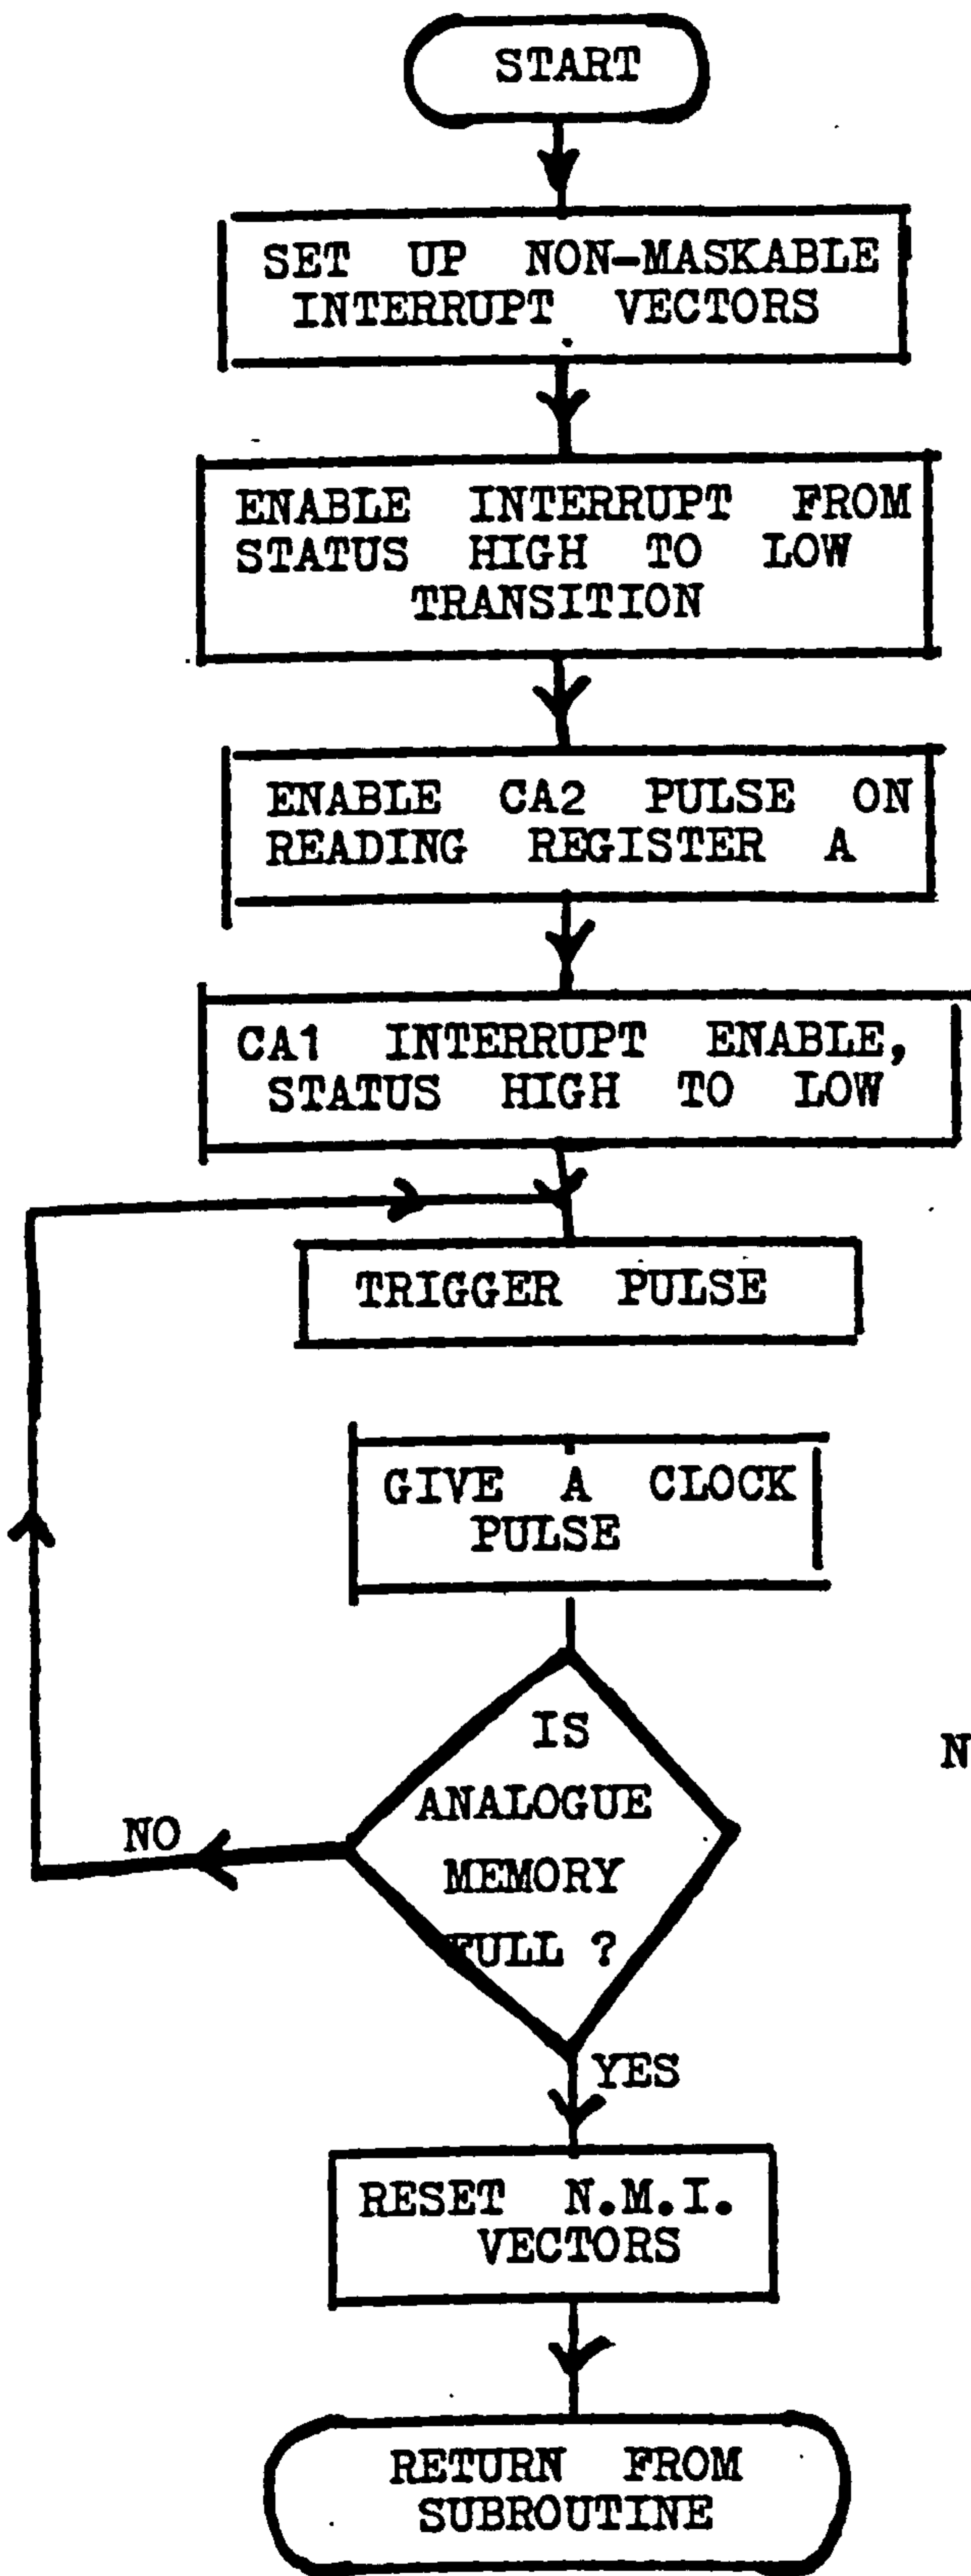 START
SET UP NON-MASKABLE
INTERRUPT VECTORS
ENABLE INTERRUPT FROM
STATUS HIGH TO LOW
TRANSITION
ENABLE CA2 PULSE ON
READING REGISTER A
CA1 INTERRUPT ENABLE,
STATUS HIGH TO LOW
TRIGGER PULSE
GIVE A CLOCK
PULSE
IS
ANALOGUE
MEMORY
FULL ?
N
NO
YES
RESET N.M.I.
VECTORS
RETURN FROM
SUBROUTINE